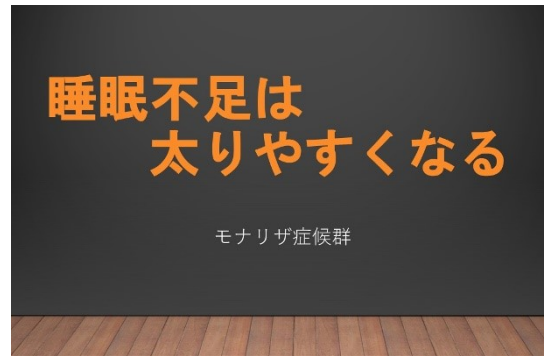 睡眠不足は
太りやすくなる
モナリザ症候群